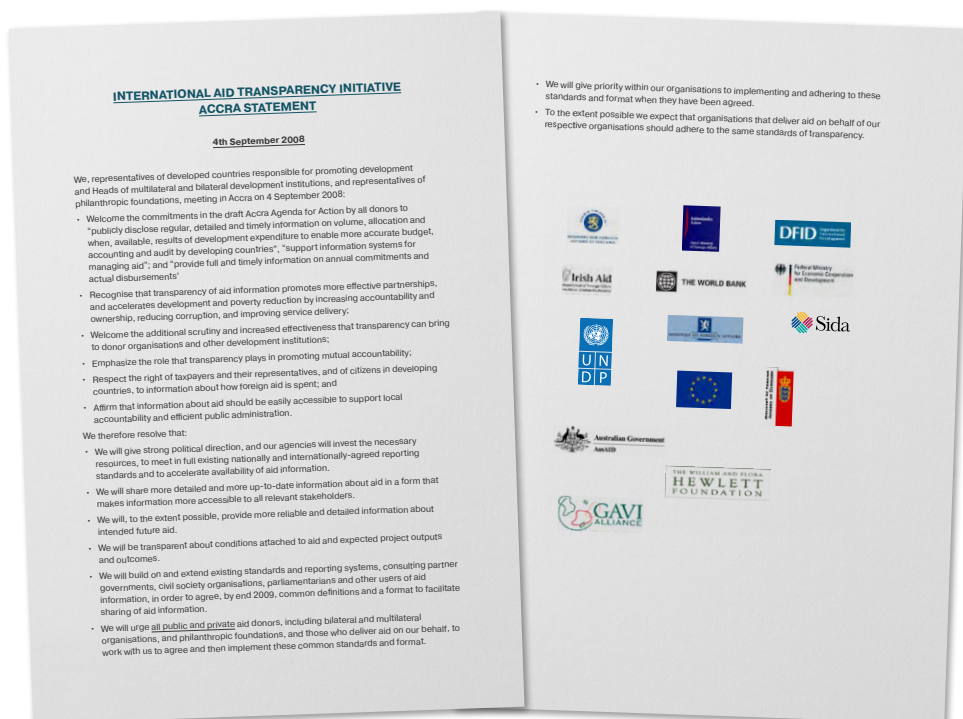 INTERNATIONAL AID TRANSPARENCY INITIATIVE
ACCRA STATEMENT
4th September 2008
We, representatives of developed countries responsible for promoting development
and Heads of multilateral and bilateral development institutions, and representatives of
philanthropic foundations, meeting in Accra on 4 September 2008:
• Welcome the commitments in the draft Accra Agenda for Action by all donors to
"publicly disclose regular, detailed and timely information on volume, allocation and
when, available, results of development expenditure to enable more accurate budget,
accounting and audit by developing countries", "support information systems for
managing aid"; and "provide full and timely information on annual commitments and
actual disbursements'
• Recognise that transparency of aid information promotes more effective partnerships,
and accelerates development and poverty reduction by increasing accountability and
ownership, reducing corruption, and improving service delivery;
• Welcome the additional scrutiny and increased effectiveness that transparency can bring
to donor organisations and other development institutions;
• Emphasize the role that transparency plays in promoting mutual accountability;
• Respect the right of taxpayers and their representatives, and of citizens in developing
countries, to information about how foreign aid is spent; and
• Affirm that information about aid should be easily accessible to support local
accountability and efficient public administration.
We therefore resolve that:
• We will give strong political direction, and our agencies will invest the necessary
resources, to meet in full existing nationally and internationally-agreed reporting
standards and to accelerate availability of aid information.
• We will share more detailed and more up-to-date information about aid in a form that
makes information more accessible to all relevant stakeholders.
• We will, to the extent possible, provide more reliable and detailed information about
intended future aid.
• We will be transparent about conditions attached to aid and expected project outputs
and outcomes.
• We will build on and extend existing standards and reporting systems, consulting partner
governments, civil society organisations, parliamentarians and other users of aid
information, in order to agree, by end 2009, common definitions and a format to facilitate
sharing of aid information.
• We will urge all public and private aid donors, including bilateral and multilateral
organisations, and philanthropic foundations, and those who deliver aid on our behalf, to
work with us to agree and then implement these common standards and format.
• We will give priority within our organisations to implementing and adhering to these
standards and format when they have been agreed.
• To the extent possible we expect that organisations that deliver aid on behalf of our
respective organisations should adhere to the same standards of transparency.
DFID
Irish Aid
THE WORLD BANK
Federal Ministry
for Economic Cooperation
and Development
UN
DP
Sida
Australian Government
AusAID
THE WILLIAM AND FLORA
HEWLETT
FOUNDATION
GAVI
ALLIANCE